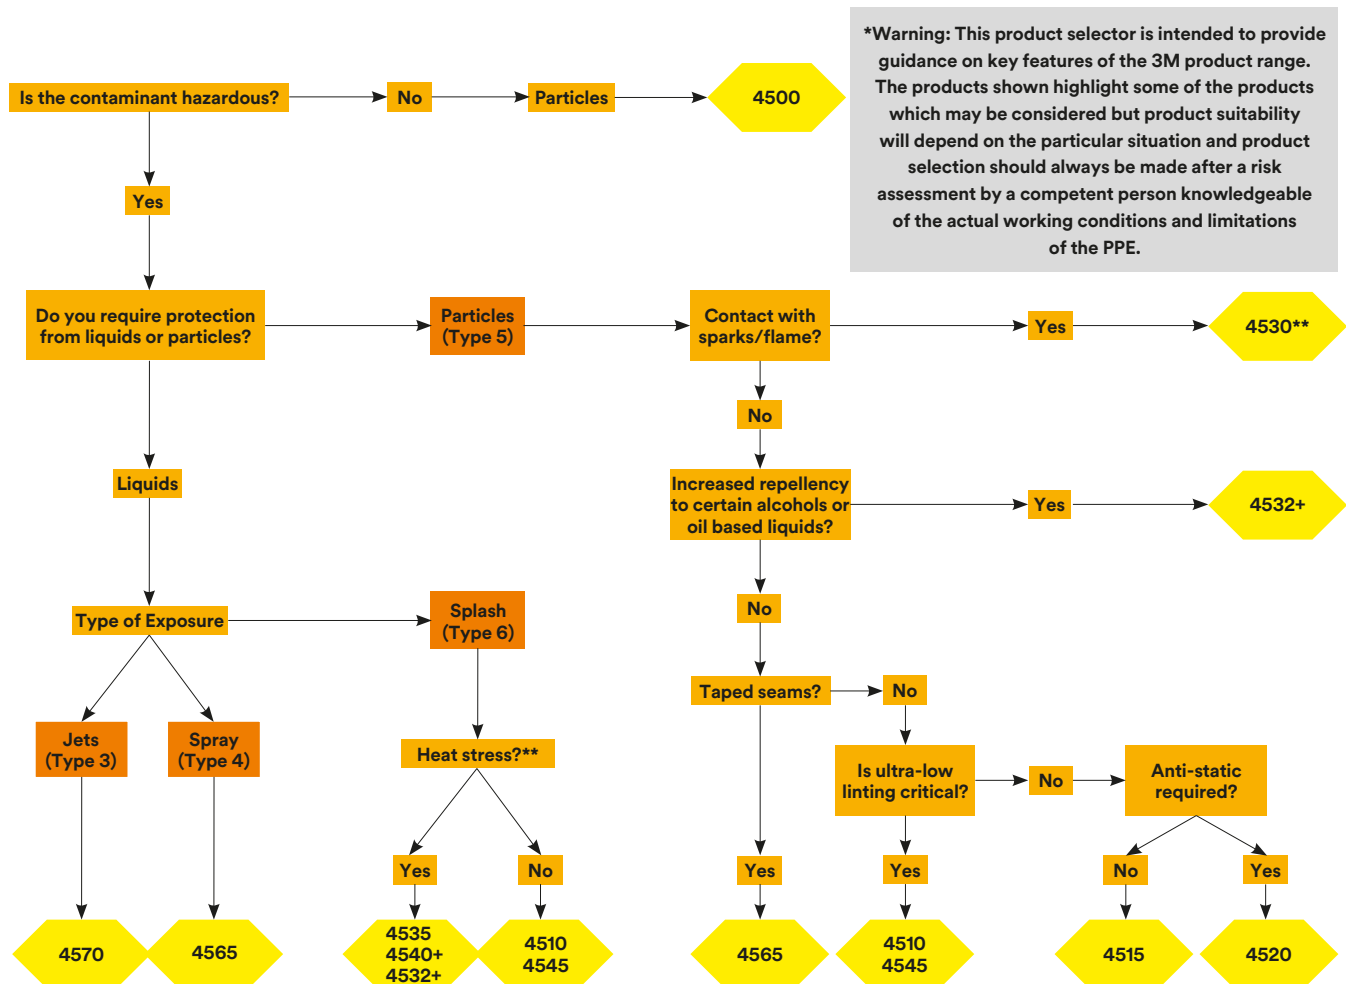 *Warning: This product selector is intended to provide
guidance on key features of the 3M product range.
The products shown highlight some of the products
which may be considered but product suitability
will depend on the particular situation and product
selection should always be made after a risk
assessment by a competent person knowledgeable
of the actual working conditions and limitations
of the PPE.
Is the contaminant hazardous?
No
Particles
4500
Yes
Do you require protection
from liquids or particles?
Particles
(Type 5)
Contact with
sparks/flame?
Yes
4530**
No
Liquids
Increased repellency
to certain alcohols or
oil based liquids?
Yes
4532+
No
Type of Exposure
Splash
(Type 6)
Taped seams?
No
Jets
(Type 3)
Spray
(Type 4)
Heat stress?**
Is ultra-low
linting critical?
No
Anti-static
required?
Yes
No
Yes
Yes
No
Yes
4570
4565
4535
4540+
4532+
4510
4545
4565
4510
4545
4515
4520